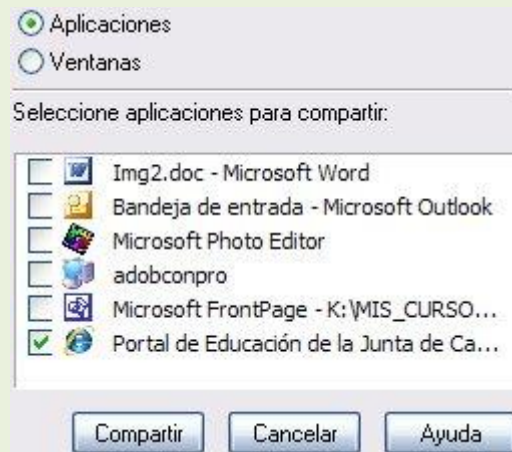 Aplicaciones
Ventanas
Seleccione aplicaciones para compartir:
Img2.doc - Microsoft Word
Bandeja de entrada - Microsoft Outlook
Microsoft Photo Editor
adobconpro
Microsoft FrontPage - K:\MIS_CURSO...
Portal de Educación de la Junta de Ca...
Compartir Cancelar Ayuda